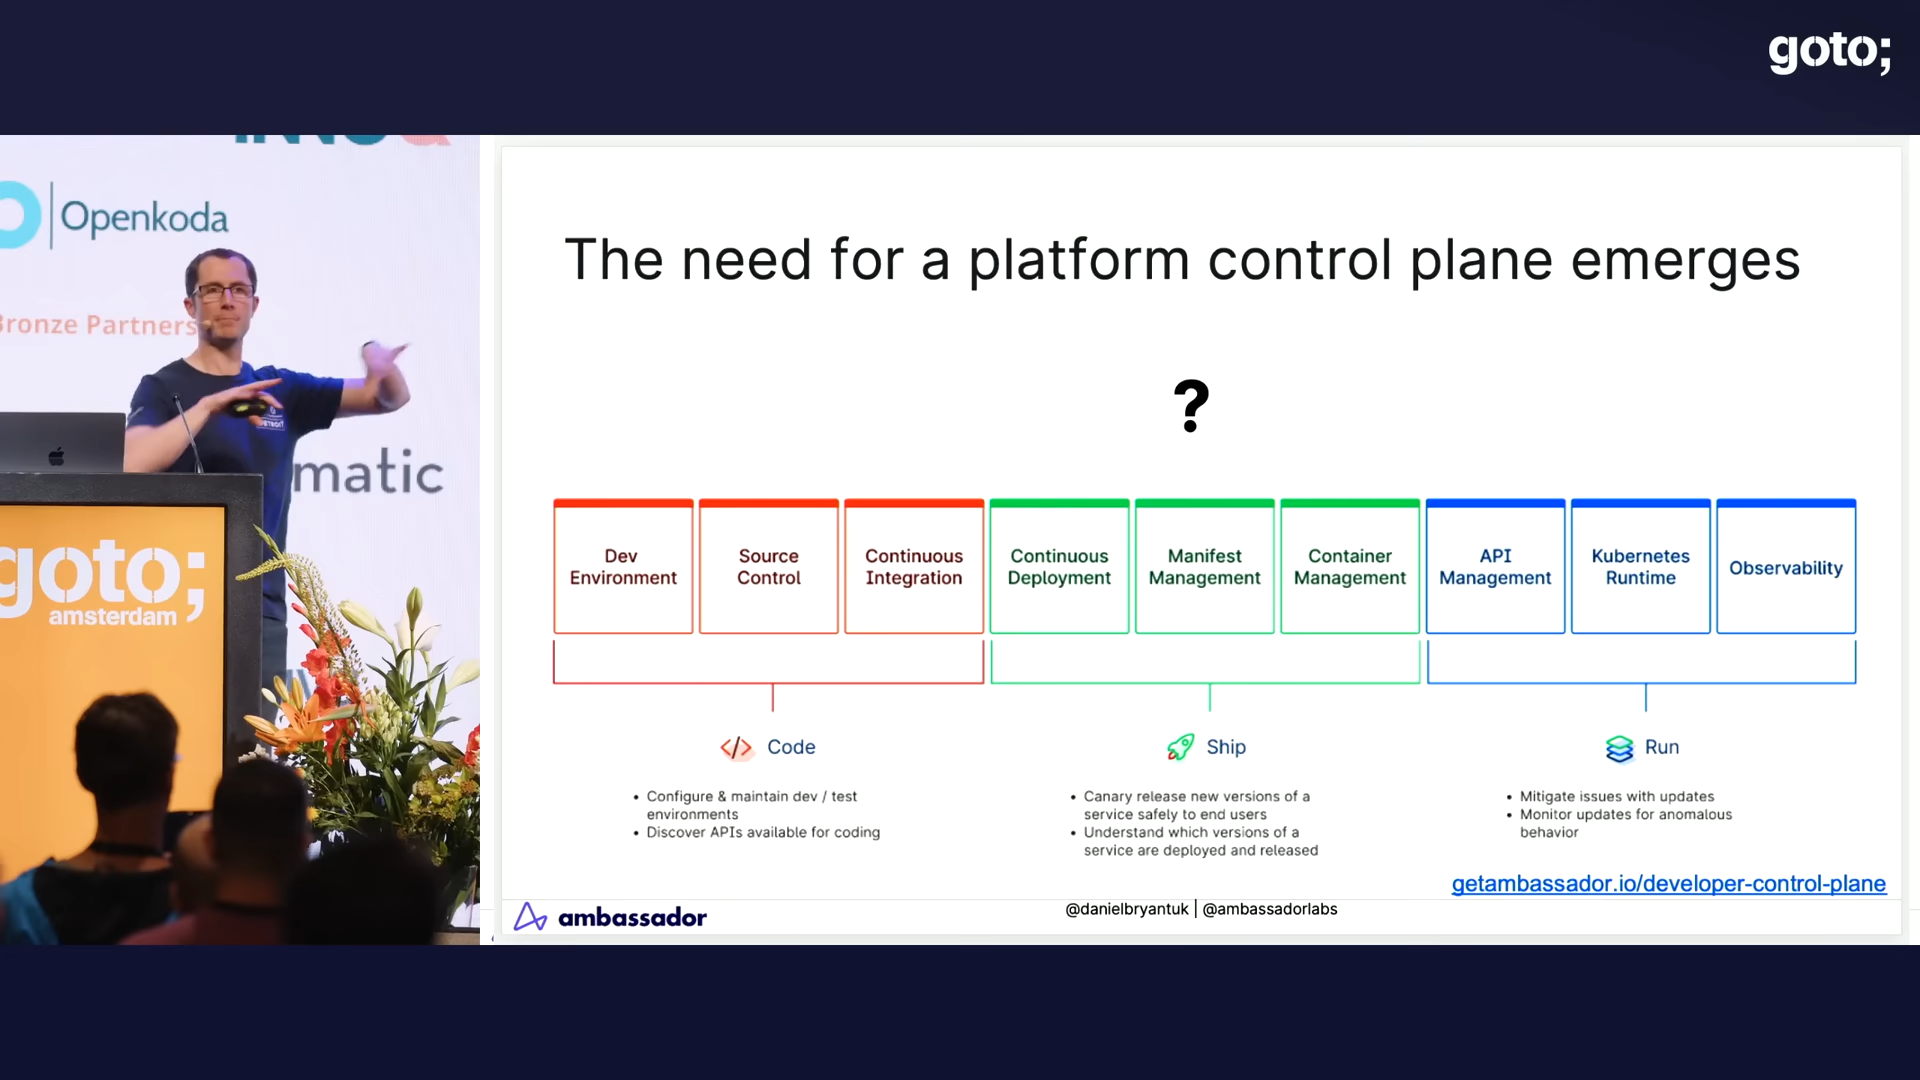 goto;
Openkoda
Bronze Partners
matic
goto;
amsterdam
The need for a platform control plane emerges
?
Dev
Environment
Source
Control
Continuous
Integration
Continuous
Deployment
Manifest
Management
Container
Management
API
Management
Kubernetes
Runtime
Observability
</> Code
• Configure & maintain dev / test
environments
• Discover APIs available for coding
Ship
• Canary release new versions of a
service safely to end users
• Understand which versions of a
service are deployed and released
Run
• Mitigate issues with updates
• Monitor updates for anomalous
behavior
getambassador.io/developer-control-plane
ambassador
@danielbryantuk | @ambassadorlabs